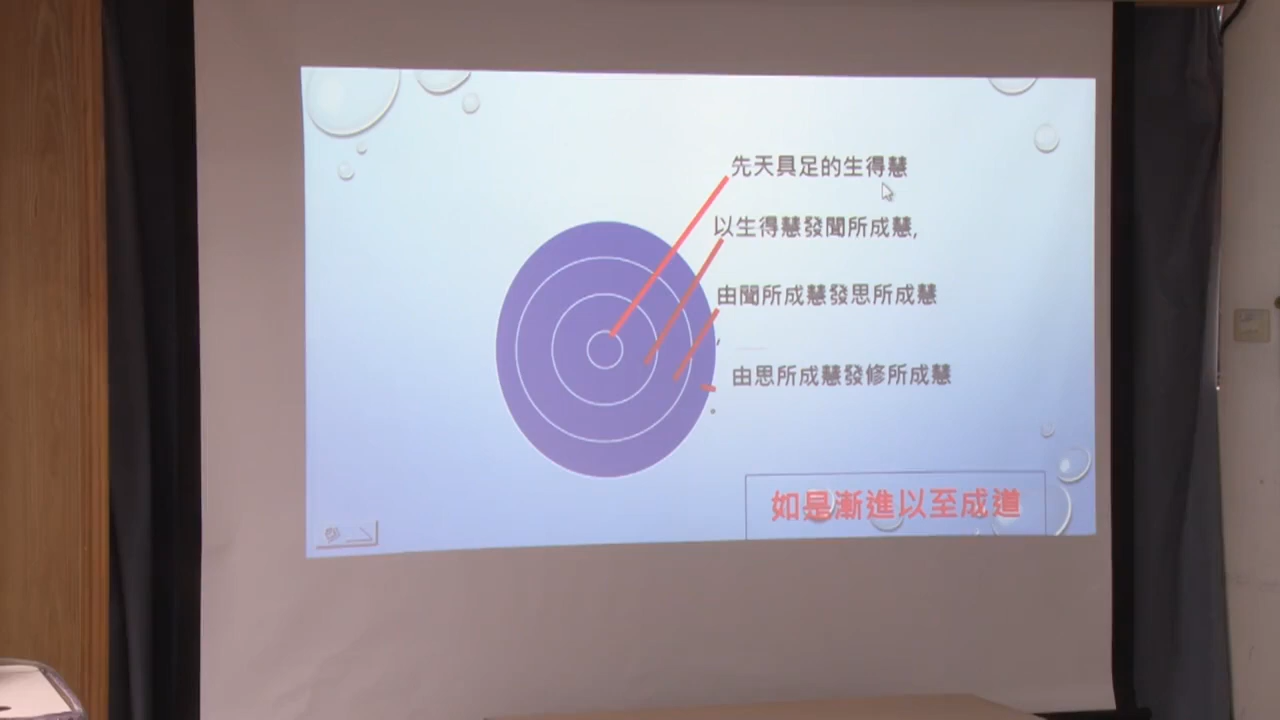 先天具足的生得慧
以生得慧發聞所成慧,
由聞所成慧發思所成慧
,
由思所成慧發修所成慧
.
如是漸進以至成道